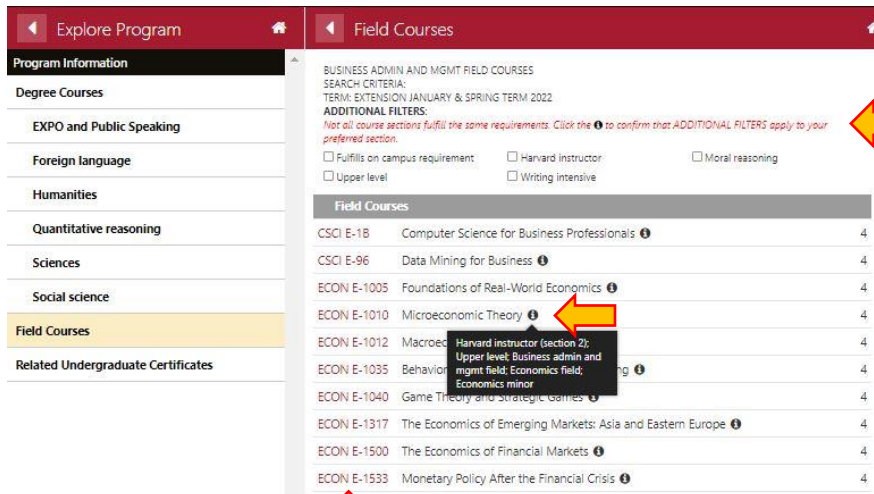 Explore Program
Program Information
Degree Courses
EXPO and Public Speaking
Foreign language
Humanities
Quantitative reasoning
Sciences
Social science
Field Courses
Related Undergraduate Certificates
Field Courses
BUSINESS ADMIN AND MGMT FIELD COURSES
SEARCH CRITERIA:
TERM: EXTENSION JANUARY & SPRING TERM 2022
ADDITIONAL FILTERS:
Not all course sections fulfill the same requirements. Click the to confirm that ADDITIONAL FILTERS apply to your
preferred section.
Fulfills on campus requirement Harvard instructor Moral reasoning
Upper level Writing intensive
Field Courses
CSCI E-1B Computer Science for Business Professionals 4
CSCI E-96 Data Mining for Business 4
ECON E-1005 Foundations of Real-World Economics 4
ECON E-1010 Microeconomic Theory 4
ECON E-1012 Macroec 4
Harvard instructor (section 2);
Upper level; Business admin and
mgmt field; Economics field;
Economics minor
ECON E-1035 Behavior ng 4
ECON E-1040 Game Theory and Strategic Games 4
ECON E-1317 The Economics of Emerging Markets: Asia and Eastern Europe 4
ECON E-1500 The Economics of Financial Markets 4
ECON E-1533 Monetary Policy After the Financial Crisis 4